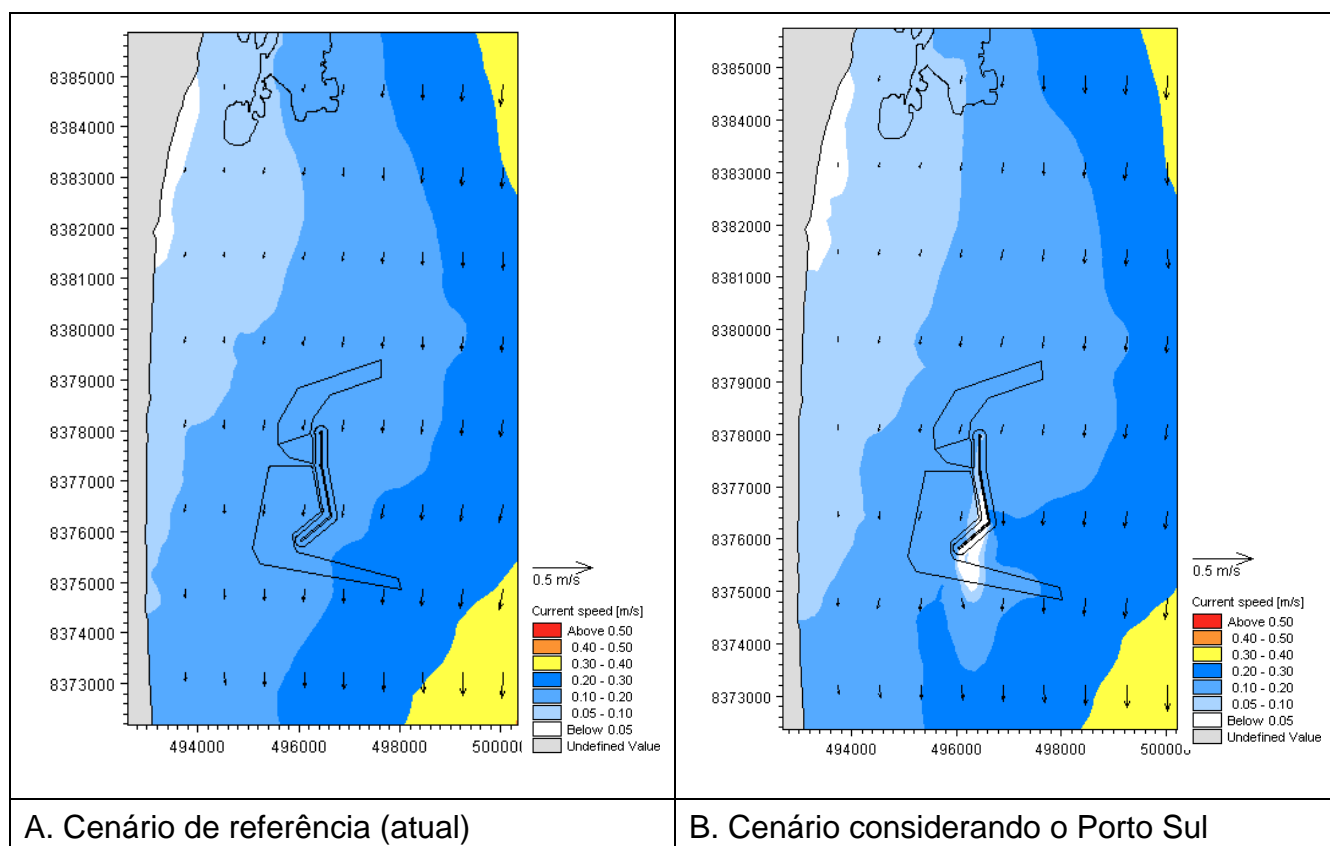 8385000
8384000
8383000
8382000
8381000
8380000
8379000
8378000
8377000
8376000
8375000
8374000
8373000
494000 496000 498000
0.5 m/s
Current speed [m/s]
Above 0.50
0.40 - 0.50
0.30 - 0.40
0.20 - 0.30
0.10 - 0.20
0.05 - 0.10
Below 0.05
Undefined Value
A. Cenário de referência (atual)
8385000
8384000
8383000
8382000
8381000
8380000
8379000
8378000
8377000
8376000
8375000
8374000
8373000
494000 496000 498000
0.5 m/s
Current speed [m/s]
Above 0.50
0.40 - 0.50
0.30 - 0.40
0.20 - 0.30
0.10 - 0.20
0.05 - 0.10
Below 0.05
Undefined Value
B. Cenário considerando o Porto Sul